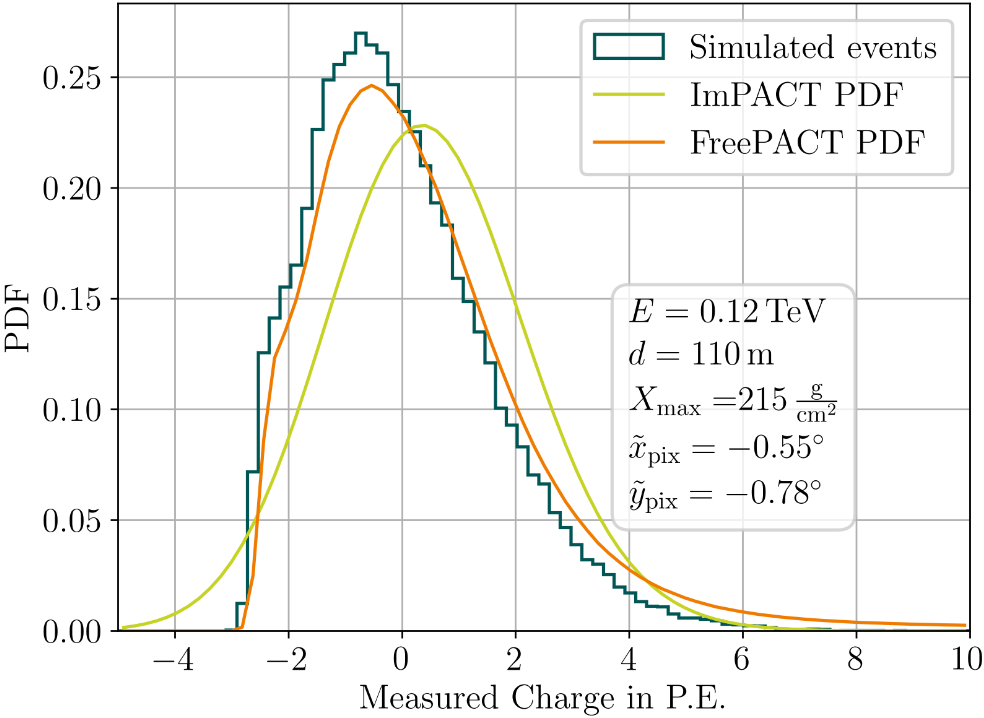 Simulated events
ImPACT PDF
FreePACT PDF
E = 0.12 TeV
d = 110 m
X_max =215 g/cm²
x̃_pix = −0.55°
ỹ_pix = −0.78°
PDF
0.25
0.20
0.15
0.10
0.05
0.00
−4 −2 0 2 4 6 8 10
Measured Charge in P.E.